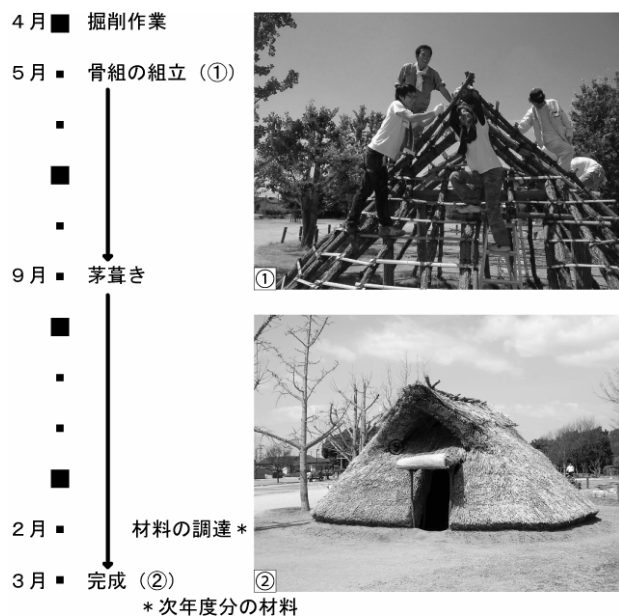 4月 掘削作業
5月 骨組の組立（①）
9月 茅葺き
2月 材料の調達＊
3月 完成（②）
＊次年度分の材料
①
②